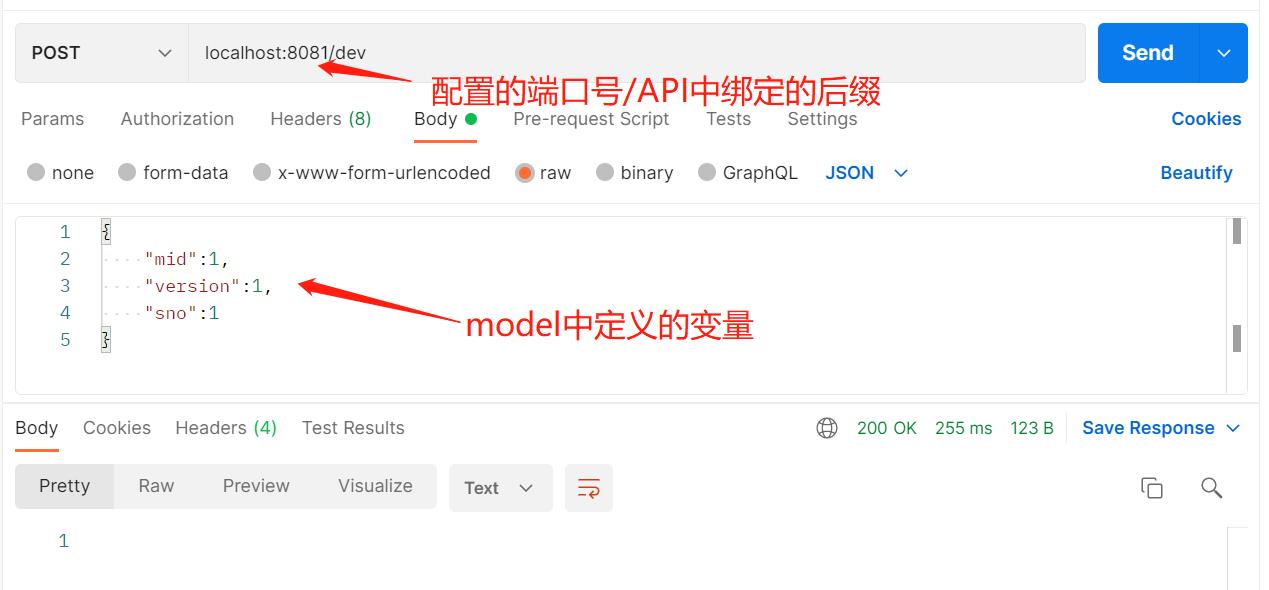 POST localhost:8081/dev Send
配置的端口号/API中绑定的后缀
Params Authorization Headers (8) Body Pre-request Script Tests Settings Cookies
none form-data x-www-form-urlencoded raw binary GraphQL JSON Beautify
1 {
2 ····"mid":1,
3 ····"version":1,
4 ····"sno":1
model中定义的变量
5 }
Body Cookies Headers (4) Test Results 200 OK 255 ms 123 B Save Response
Pretty Raw Preview Visualize Text
1